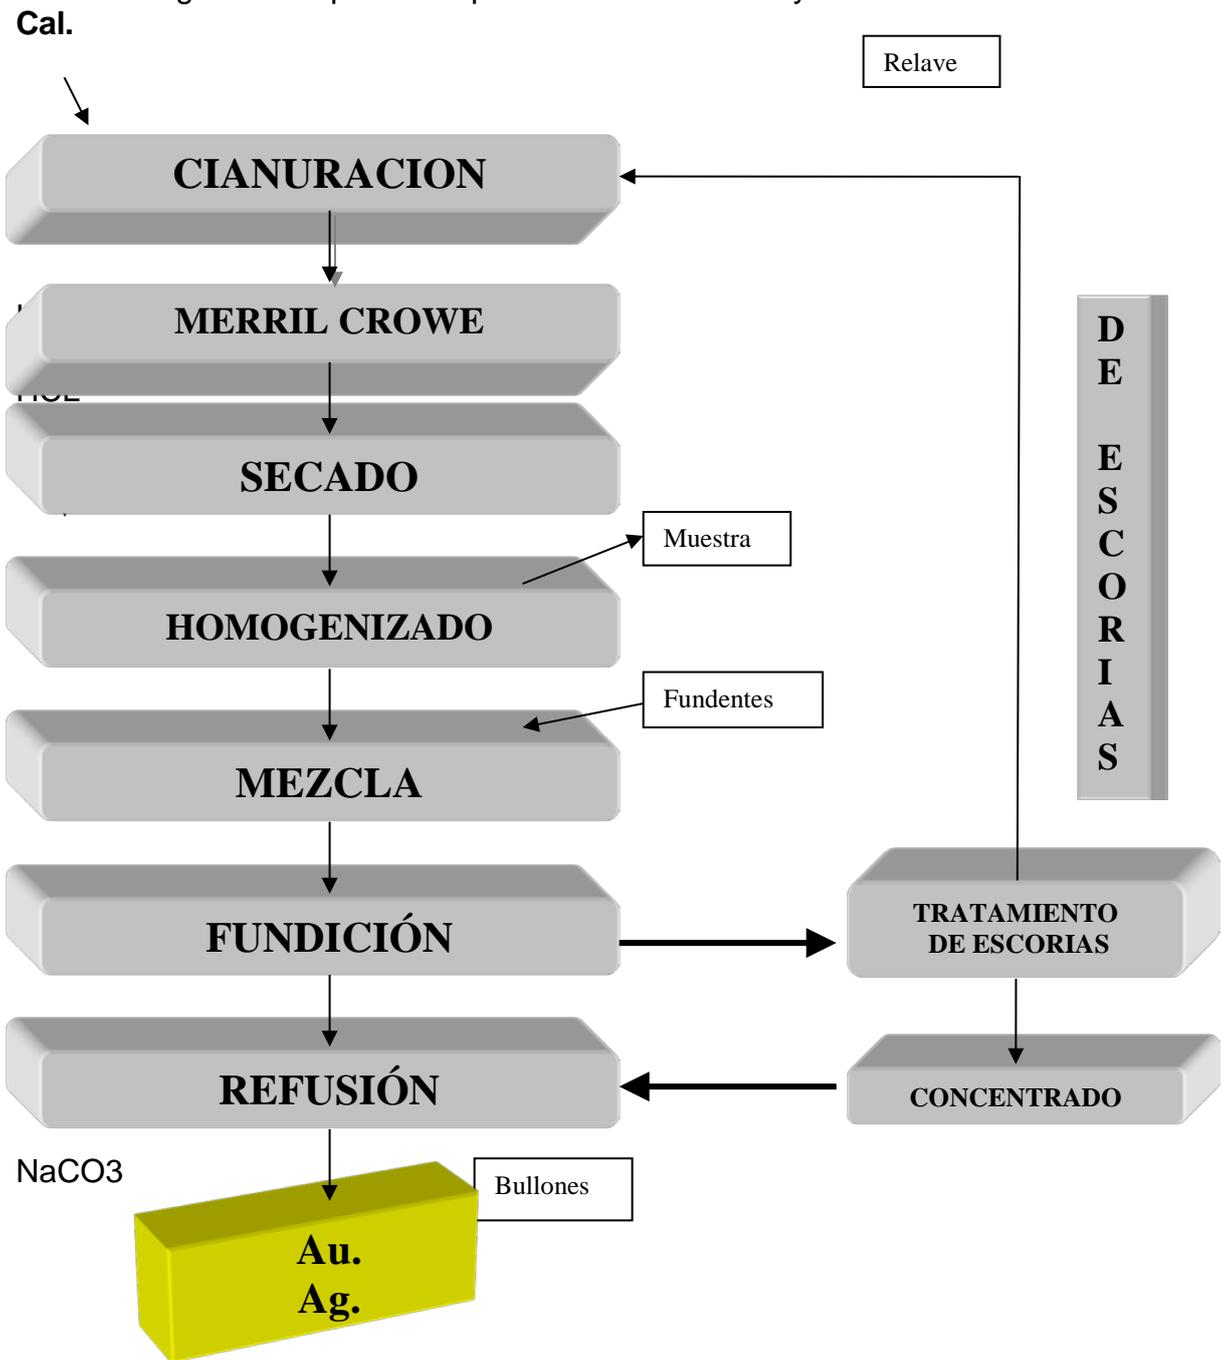 Cal.
Relave
CIANURACION
MERRIL CROWE
SECADO
Muestra
HOMOGENIZADO
Fundentes
MEZCLA
FUNDICIÓN
TRATAMIENTO
DE ESCORIAS
REFUSIÓN
CONCENTRADO
NaCO3
Bullones
Au.
Ag.
D
E
E
S
C
O
R
I
A
S